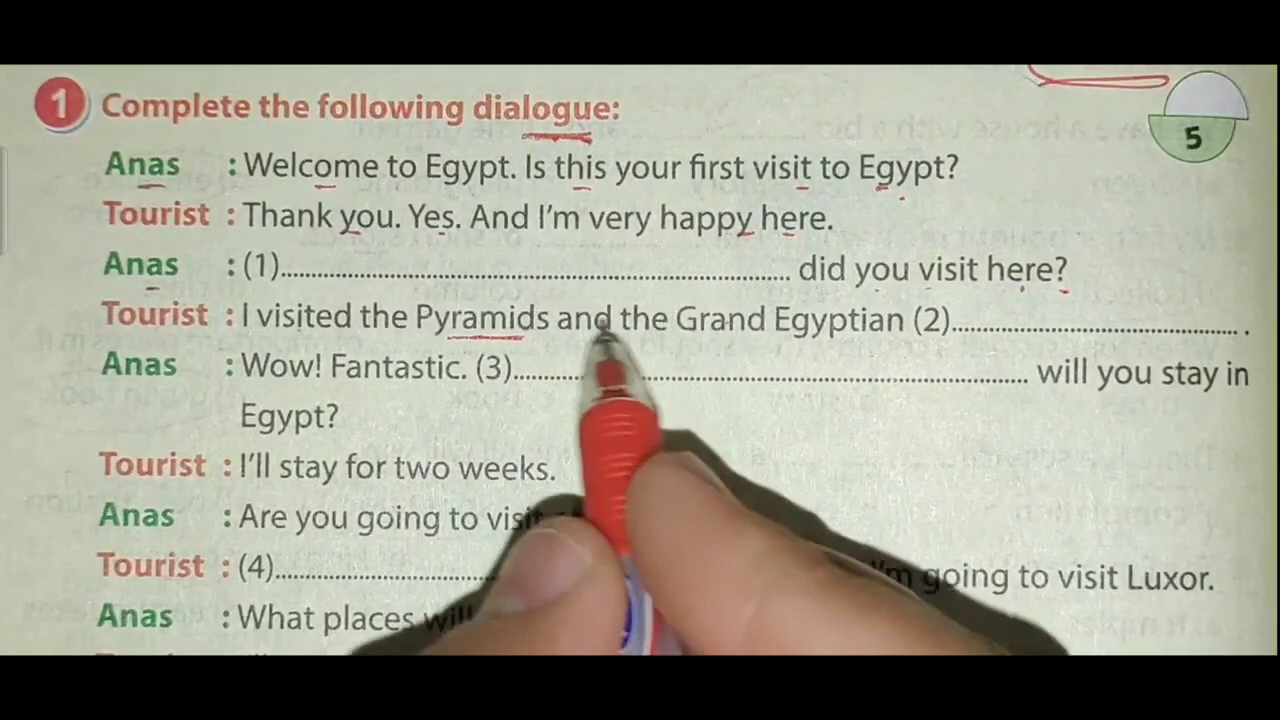 1 Complete the following dialogue:
5
Anas : Welcome to Egypt. Is this your first visit to Egypt?
Tourist : Thank you. Yes. And I'm very happy here.
Anas : (1)........................ did you visit here?
Tourist : I visited the Pyramids and the Grand Egyptian (2)........................ .
Anas : Wow! Fantastic. (3)........................ will you stay in
Egypt?
Tourist : I'll stay for two weeks.
Anas : Are you going to visit
Tourist : (4)........................ I'm going to visit Luxor.
Anas : What places will